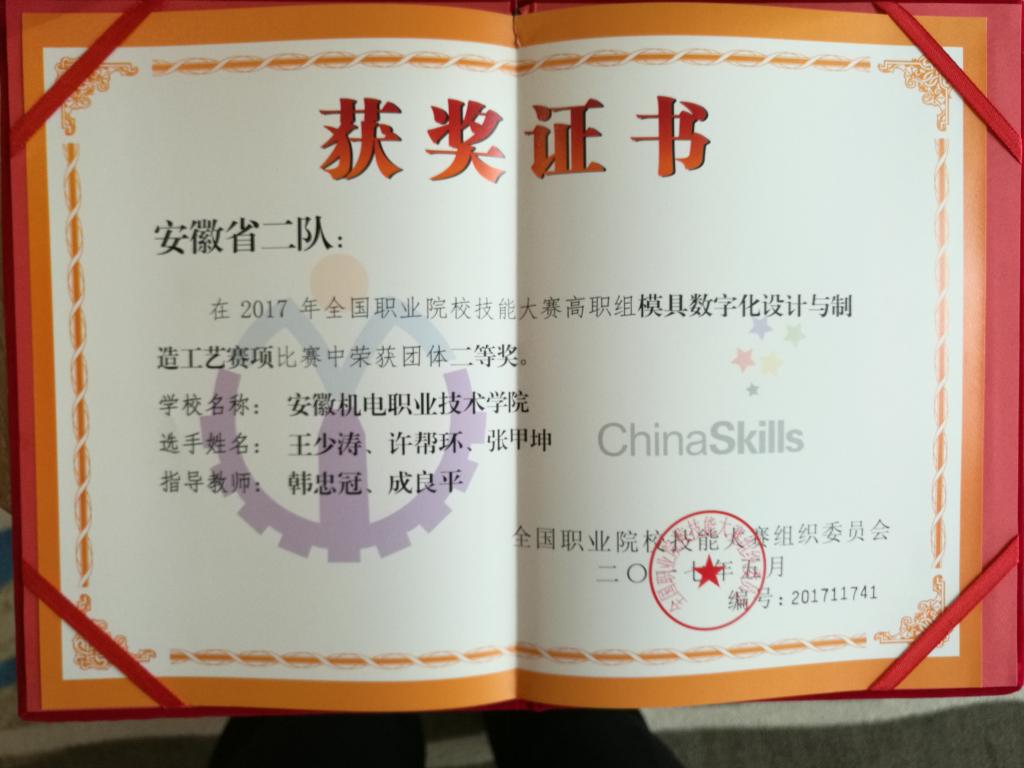 获奖证书
安徽省二队：
在 2017 年全国职业院校技能大赛高职组模具数字化设计与制
造工艺赛项比赛中荣获团体二等奖。
学校名称： 安徽机电职业技术学院
选手姓名： 王少涛、许帮环、张甲坤
指导教师： 韩忠冠、成良平
ChinaSkills
全国职业院校技能大赛组织委员会
二〇一七年五月
编号：201711741